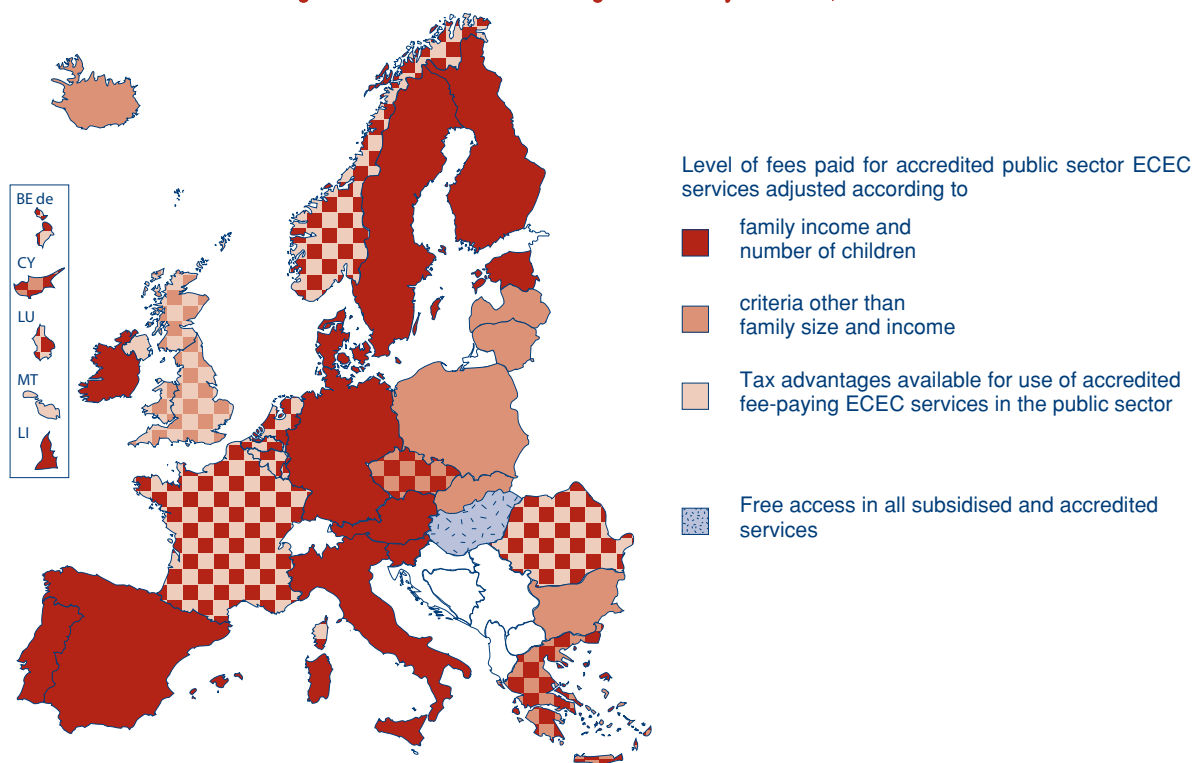 BE de
CY
LU
MT
LI
Level of fees paid for accredited public sector ECEC
services adjusted according to
family income and
number of children
criteria other than
family size and income
Tax advantages available for use of accredited
fee-paying ECEC services in the public sector
Free access in all subsidised and accredited
services